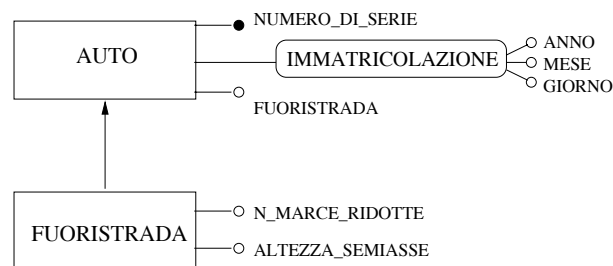 NUMERO_DI_SERIE
AUTO
IMMATRICOLAZIONE
ANNO
MESE
GIORNO
FUORISTRADA
FUORISTRADA
N_MARCE_RIDOTTE
ALTEZZA_SEMIASSE